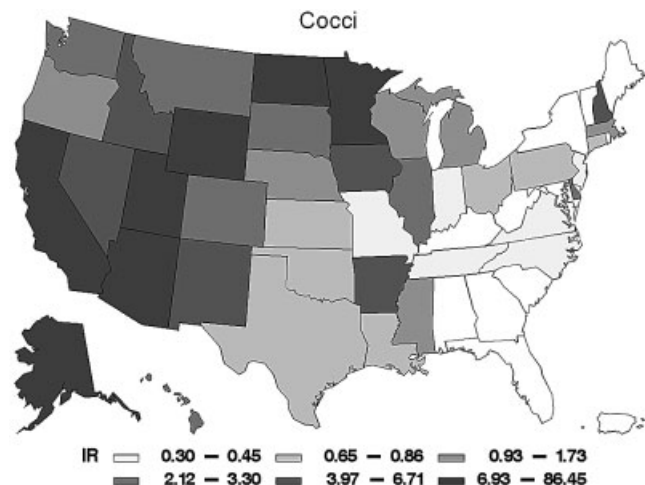 Cocci
IR 0.30 – 0.45 0.65 – 0.86 0.93 – 1.73
2.12 – 3.30 3.97 – 6.71 6.93 – 86.45